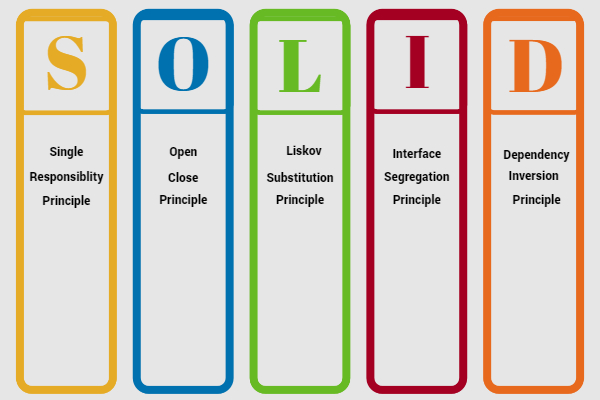 S
Single
Responsiblity
Principle
O
Open
Close
Principle
L
Liskov
Substitution
Principle
I
Interface
Segregation
Principle
D
Dependency
Inversion
Principle